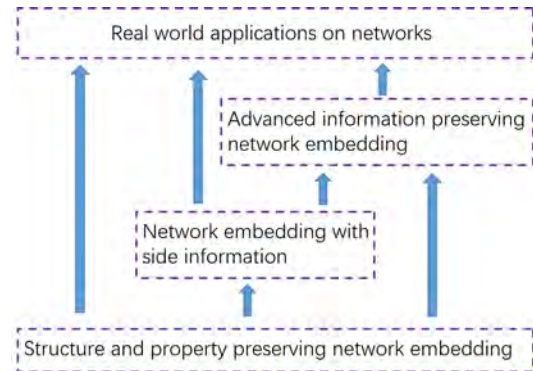 Real world applications on networks
Advanced information preserving
network embedding
Network embedding with
side information
Structure and property preserving network embedding